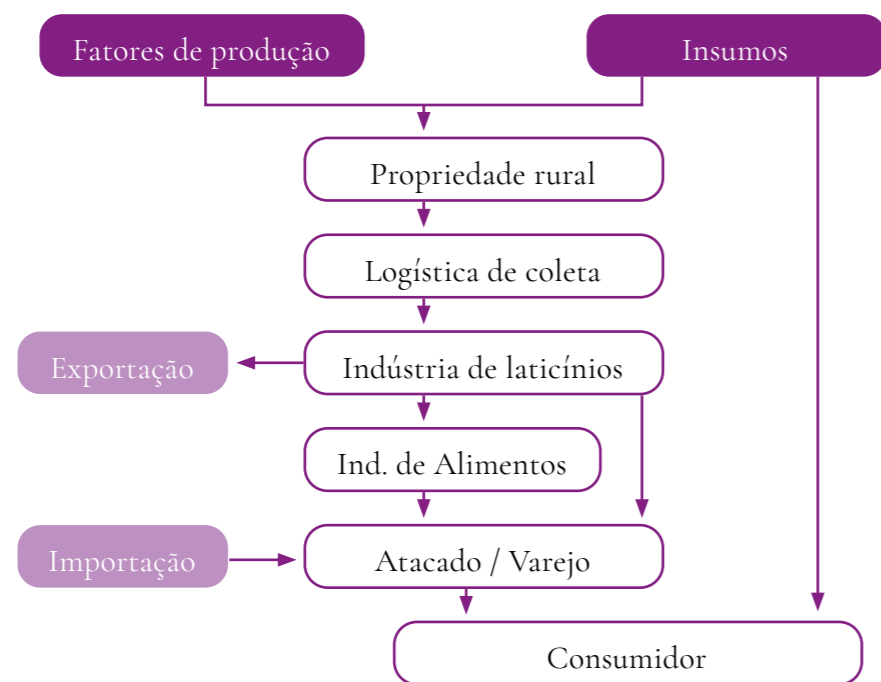 Fatores de produção
Insumos
Propriedade rural
Logística de coleta
Exportação
Indústria de laticínios
Ind. de Alimentos
Importação
Atacado / Varejo
Consumidor